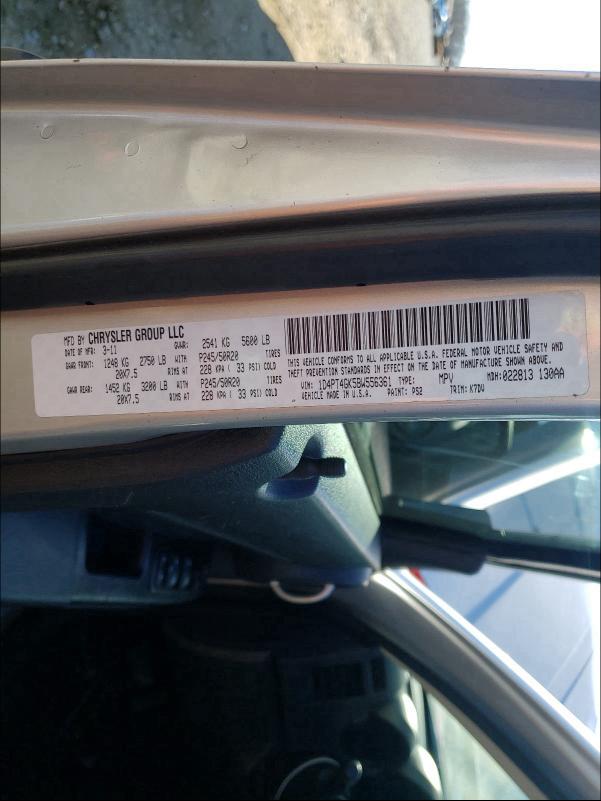 MFD BY CHRYSLER GROUP LLC
DATE OF MFR: 3-11 GVWR: 2541 KG 5600 LB
GAWR FRONT: 1248 KG 2750 LB WITH P245/50R20 TIRES
20X7.5 RIMS AT 228 KPA ( 33 PSI) COLD
GAWR REAR: 1452 KG 3200 LB WITH P245/50R20 TIRES
20X7.5 RIMS AT 228 KPA ( 33 PSI) COLD
THIS VEHICLE CONFORMS TO ALL APPLICABLE U.S.A. FEDERAL MOTOR VEHICLE SAFETY AND
THEFT PREVENTION STANDARDS IN EFFECT ON THE DATE OF MANUFACTURE SHOWN ABOVE.
VIN: 1D4PT4GK5BW556361 TYPE: MPV MDH: 022813 130AA
VEHICLE MADE IN U.S.A. PAINT: PS2 TRIM: K7DV